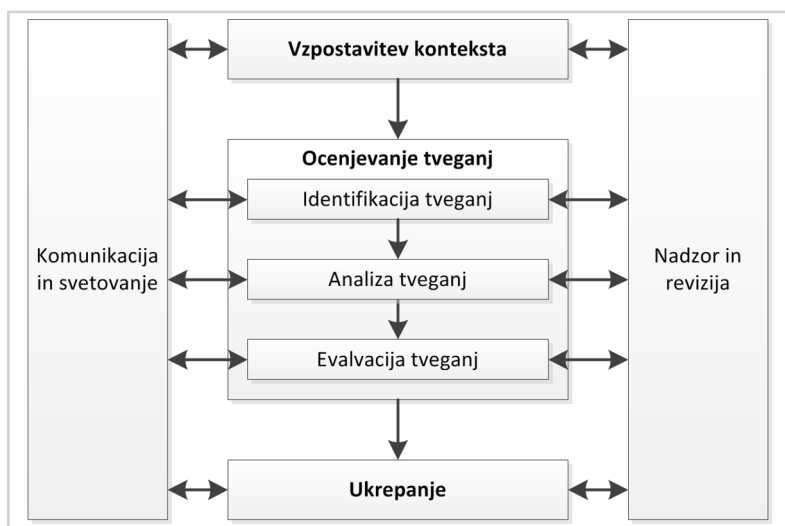 Vzpostavitev konteksta
Ocenjevanje tveganj
Identifikacija tveganj
Komunikacija
in svetovanje
Analiza tveganj
Nadzor in
revizija
Evalvacija tveganj
Ukrepanje